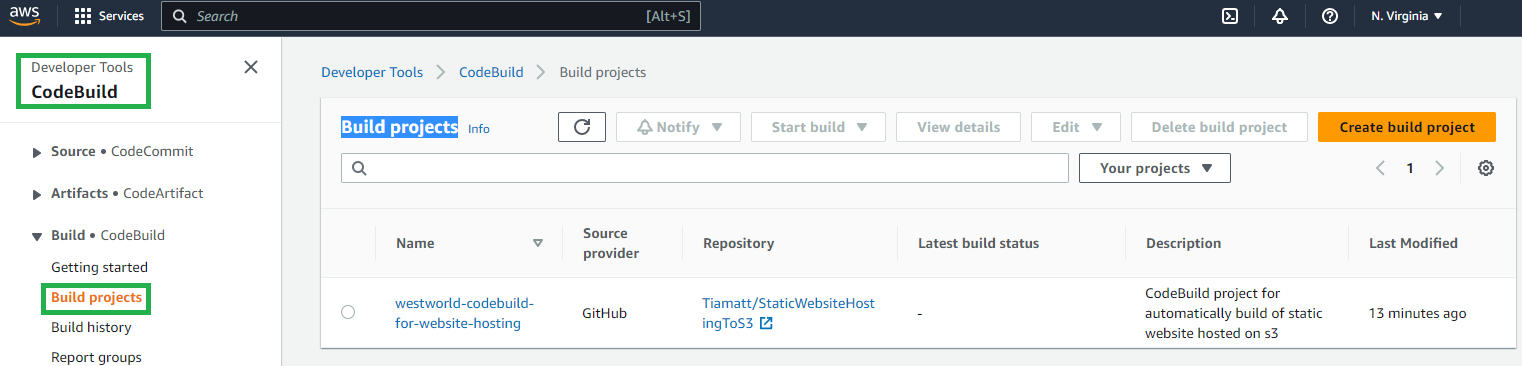 aws
Services
Search
[Alt+S]
N. Virginia
Developer Tools
CodeBuild
Source • CodeCommit
Artifacts • CodeArtifact
Build • CodeBuild
Getting started
Build projects
Build history
Report groups
Developer Tools
CodeBuild
Build projects
Build projects
Info
Notify
Start build
View details
Edit
Delete build project
Create build project
Your projects
1
Name
Source
provider
Repository
Latest build status
Description
Last Modified
westworld-codebuild-
for-website-hosting
GitHub
Tiamatt/StaticWebsiteHost
ingToS3
-
CodeBuild project for
automatically build of static
website hosted on s3
13 minutes ago